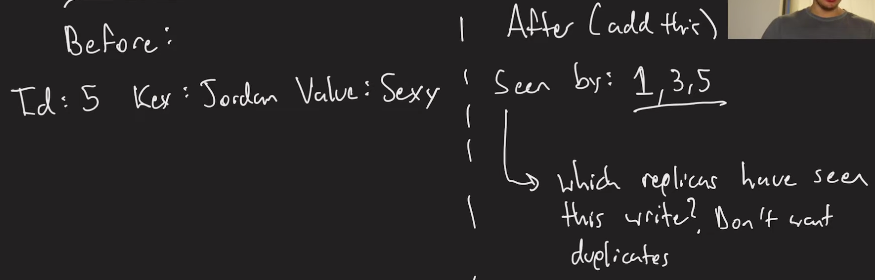 Before:
Id: 5 Key: Jordan Value: Sexy
After (add this)
Seen by: 1,3,5
which replicas have seen
this write? Don't want
duplicates